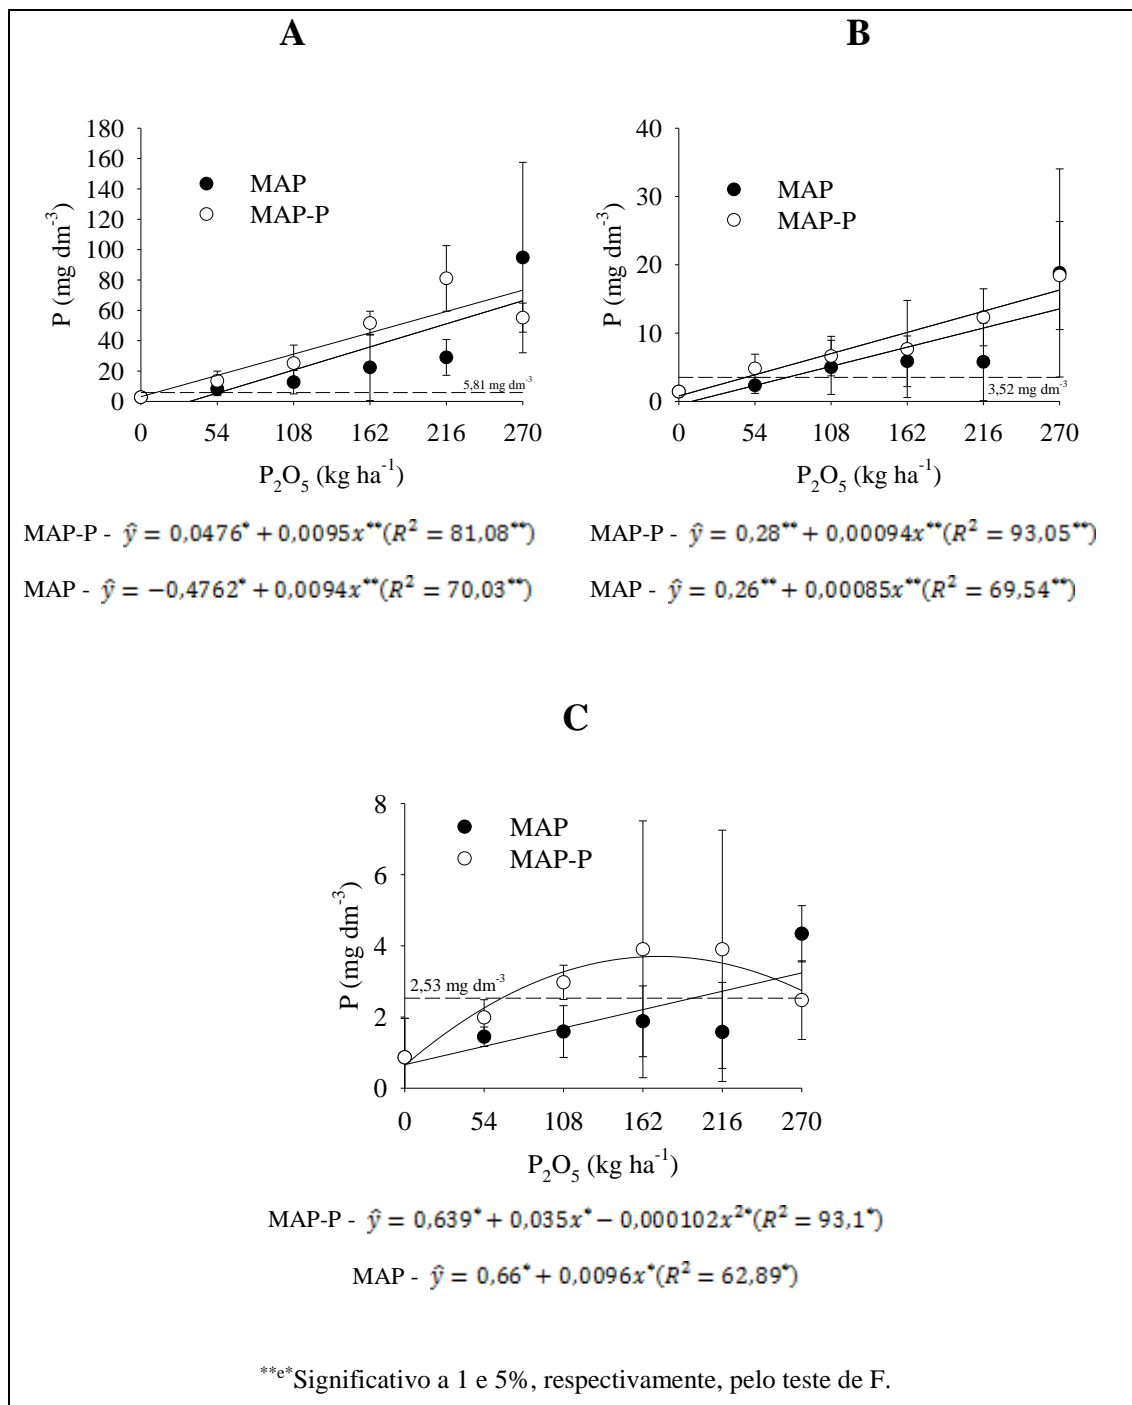 A
180
160
140
120
100
80
60
40
20
0
P (mg dm⁻³)
MAP
MAP-P
5,81 mg dm⁻³
0 54 108 162 216 270
P₂O₅ (kg ha⁻¹)
MAP-P - ŷ = 0,0476* + 0,0095x**(R² = 81,08**)
MAP - ŷ = −0,4762* + 0,0094x**(R² = 70,03**)
B
40
30
20
10
0
P (mg dm⁻³)
MAP
MAP-P
3,52 mg dm⁻³
0 54 108 162 216 270
P₂O₅ (kg ha⁻¹)
MAP-P - ŷ = 0,28** + 0,00094x**(R² = 93,05**)
MAP - ŷ = 0,26** + 0,00085x**(R² = 69,54**)
C
8
6
4
2
0
P (mg dm⁻³)
MAP
MAP-P
2,53 mg dm⁻³
0 54 108 162 216 270
P₂O₅ (kg ha⁻¹)
MAP-P - ŷ = 0,639* + 0,035x* − 0,000102x²*(R² = 93,1*)
MAP - ŷ = 0,66* + 0,0096x*(R² = 62,89*)
**e*Significativo a 1 e 5%, respectivamente, pelo teste de F.